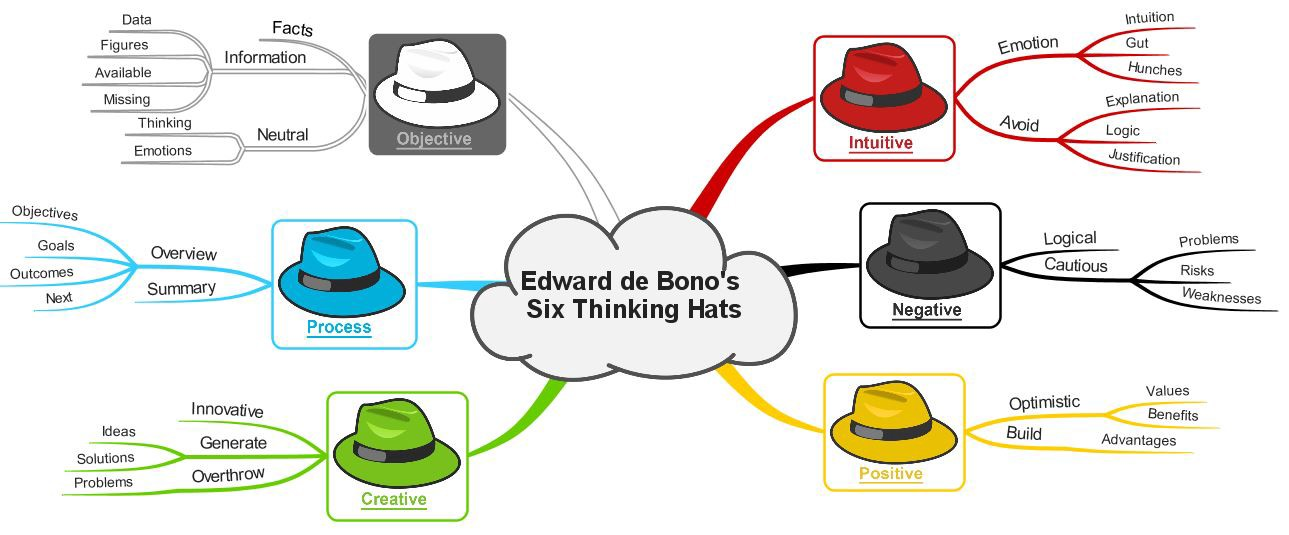 Edward de Bono's
Six Thinking Hats
Objective
Facts
Information
Data
Figures
Available
Missing
Neutral
Thinking
Emotions
Process
Overview
Objectives
Goals
Outcomes
Next
Summary
Creative
Innovative
Generate
Ideas
Solutions
Overthrow
Problems
Intuitive
Emotion
Intuition
Gut
Hunches
Avoid
Explanation
Logic
Justification
Negative
Logical
Cautious
Problems
Risks
Weaknesses
Positive
Optimistic
Values
Benefits
Build
Advantages